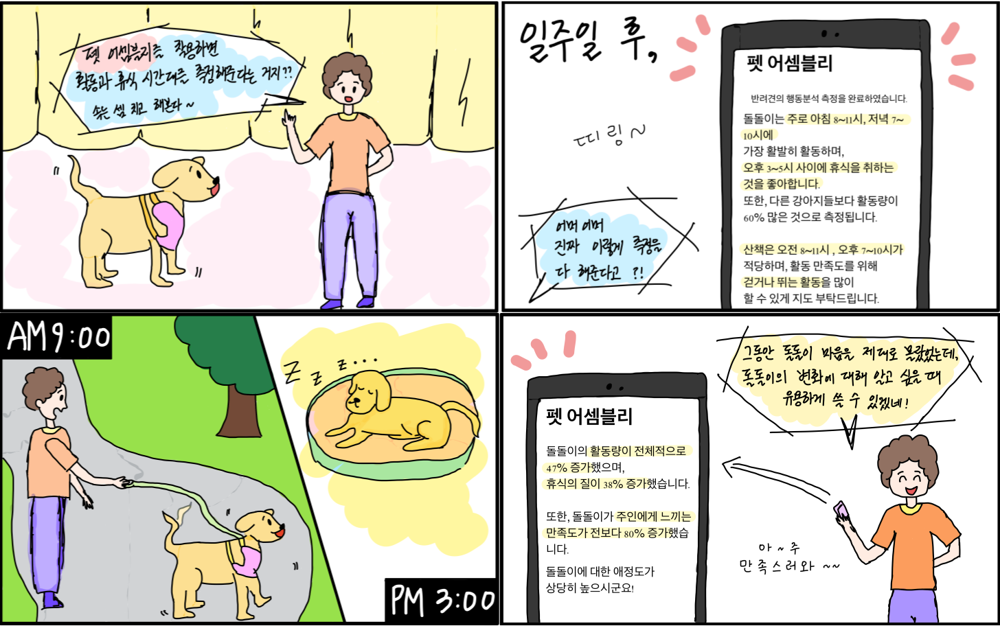 펫 어셈블리를 착용하면
활동과 휴식 시간대를 측정해준다는 거지??
속는 셈 치고 해본다~
일주일 후,
띠링~
어머어머
진짜 이렇게 측정을
다 해준다고?!
펫 어셈블리
반려견의 행동분석 측정을 완료하였습니다.
돌돌이는 주로 아침 8~11시, 저녁 7~
10시에
가장 활발히 활동하며,
오후 3~5시 사이에 휴식을 취하는
것을 좋아합니다.
또한, 다른 강아지들보다 활동량이
60% 많은 것으로 측정됩니다.
산책은 오전 8~11시, 오후 7~10시가
적당하며, 활동 만족도를 위해
걷거나 뛰는 활동을 많이
할 수 있게 지도 부탁드립니다.
AM 9:00
Z z z...
PM 3:00
펫 어셈블리
돌돌이의 활동량이 전체적으로
47% 증가했으며,
휴식의 질이 38% 증가했습니다.
또한, 돌돌이가 주인에게 느끼는
만족도가 전보다 80% 증가했습
니다.
돌돌이에 대한 애정도가
상당히 높으시군요!
그동안 돌돌이 마음을 제대로 몰랐었는데,
돌돌이의 변화에 대해 알고 싶을 때
유용하게 쓸 수 있겠네!
아~주
만족스러와~~